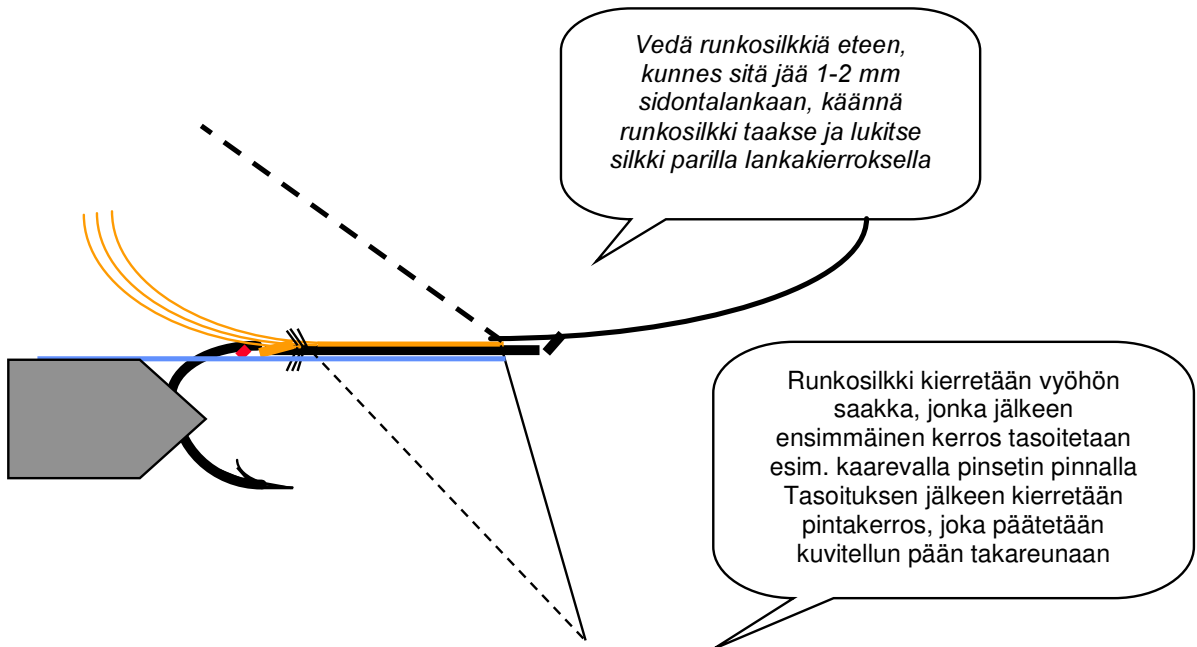 Vedä runkosilkkiä eteen,
kunnes sitä jää 1-2 mm
sidontalankaan, käännä
runkosilkki taakse ja lukitse
silkki parilla lankakierroksella
Runkosilkki kierretään vyöhön
saakka, jonka jälkeen
ensimmäinen kerros tasoitetaan
esim. kaarevalla pinsetin pinnalla
Tasoituksen jälkeen kierretään
pintakerros, joka päätetään
kuvitellun pään takareunaan